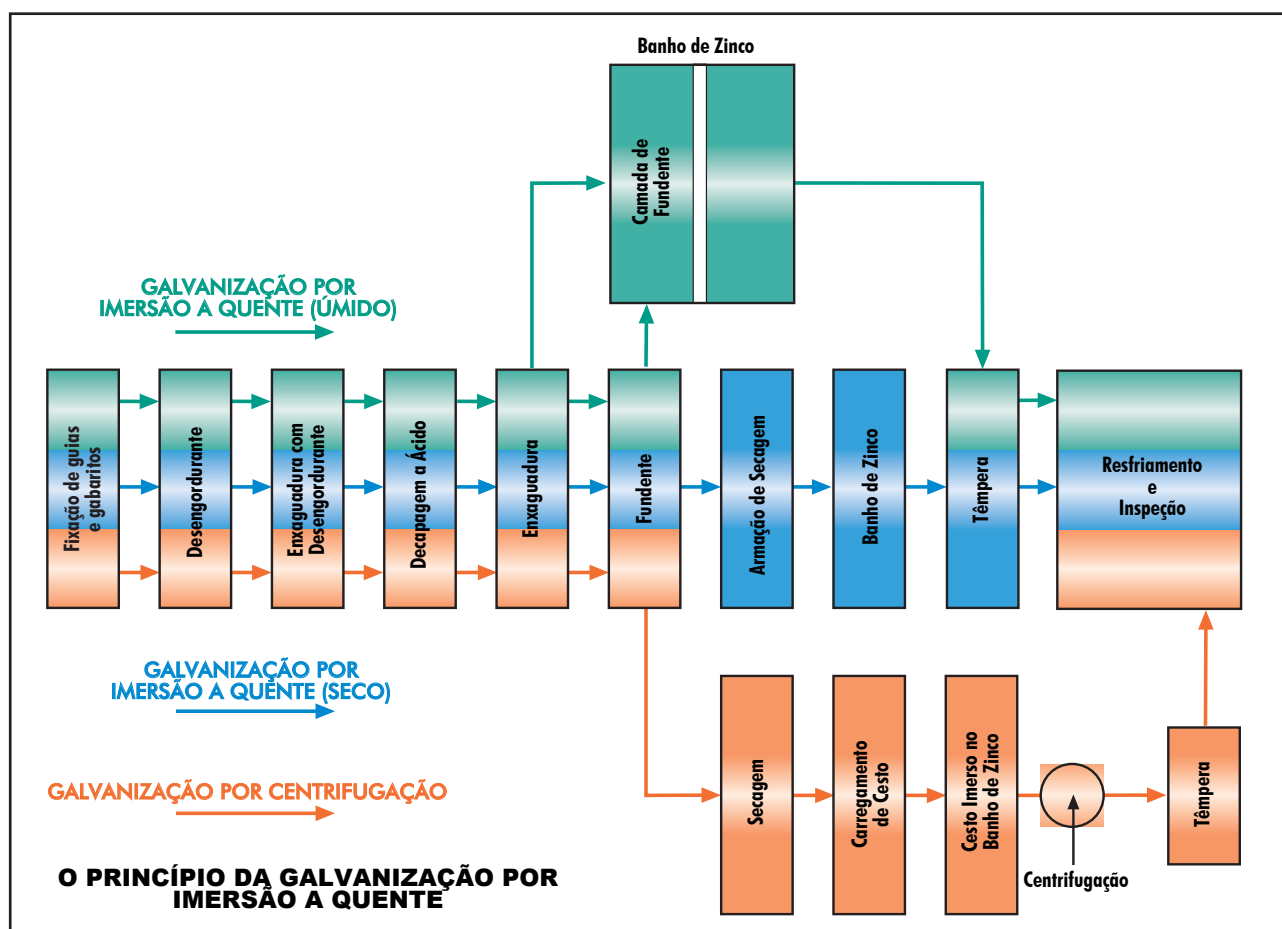 Banho de Zinco
Camada de
Fundente
GALVANIZAÇÃO POR
IMERSÃO A QUENTE (ÚMIDO)
Fixação de guias
e gabaritos
Desengordurante
Enxaguadura com
Desengordurante
Decapagem a Ácido
Enxaguadura
Fundente
Armação de Secagem
Banho de Zinco
Têmpera
Resfriamento
e
Inspeção
GALVANIZAÇÃO POR
IMERSÃO A QUENTE (SECO)
GALVANIZAÇÃO POR CENTRIFUGAÇÃO
Secagem
Carregamento
de Cesto
Cesto Imerso no
Banho de Zinco
Centrifugação
Têmpera
O PRINCÍPIO DA GALVANIZAÇÃO POR
IMERSÃO A QUENTE